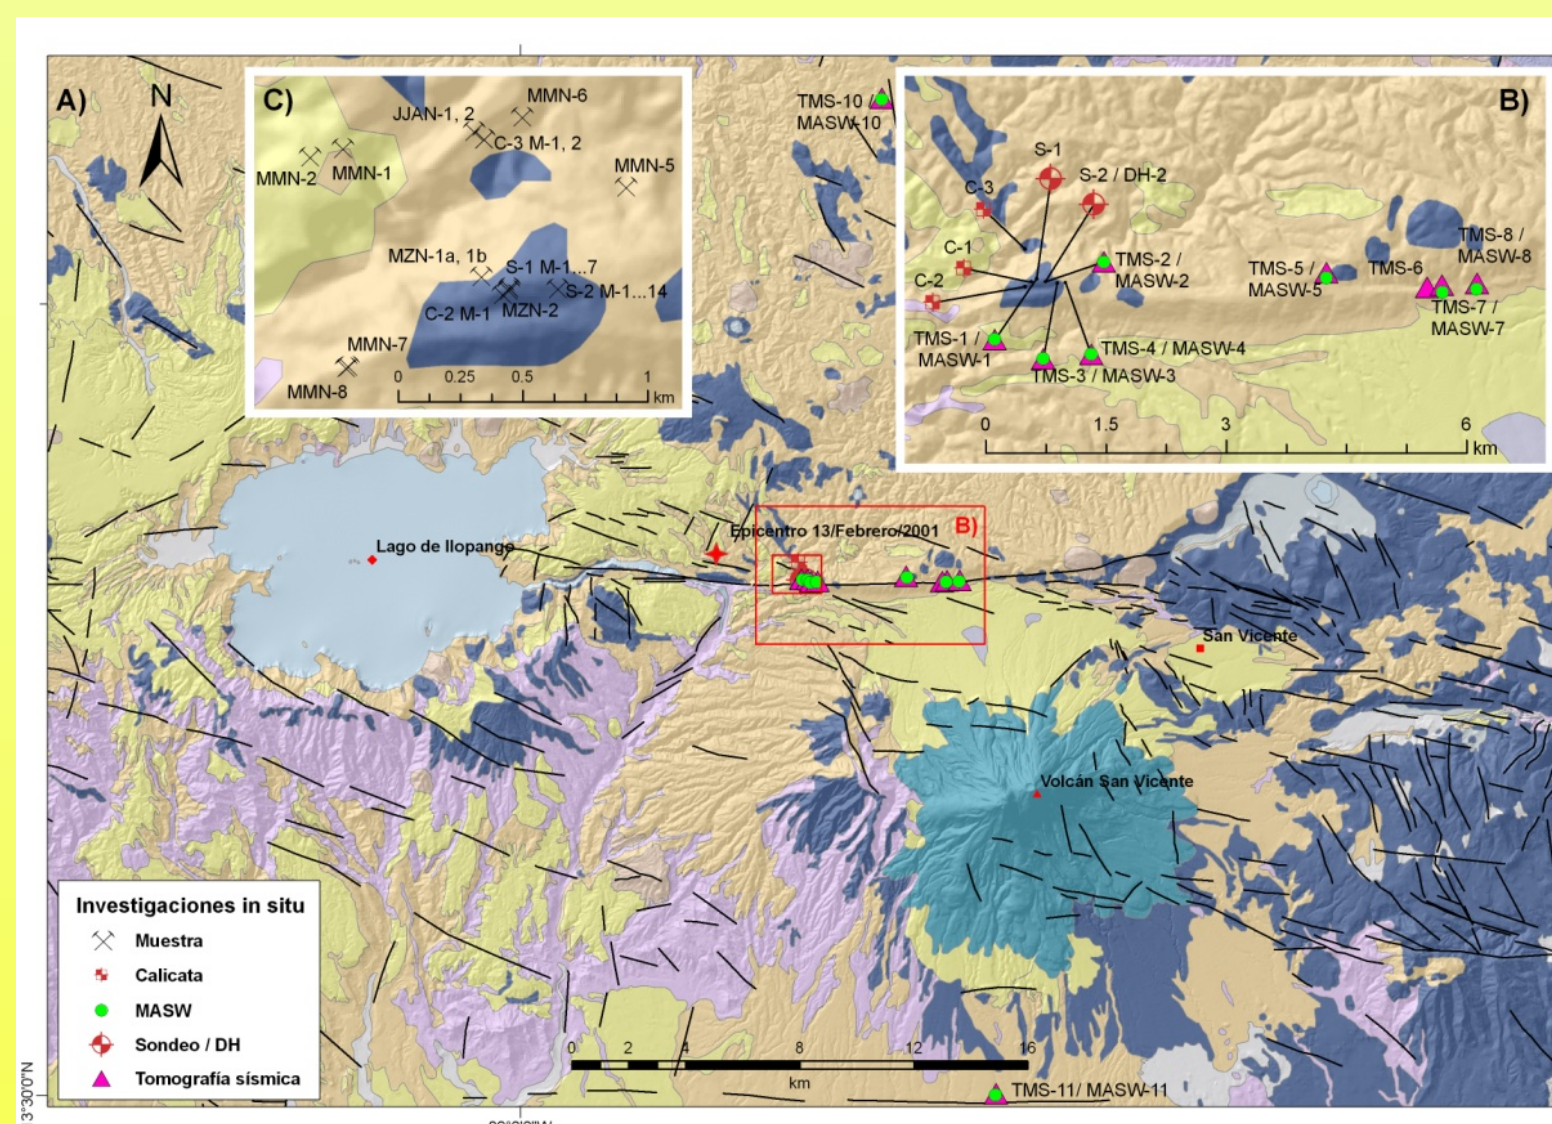 A)
N
C)
MMN-6
JJAN-1, 2
C-3 M-1, 2
MMN-2
MMN-1
MMN-5
MZN-1a, 1b
S-1 M-1...7
S-2 M-1...14
C-2 M-1
MZN-2
MMN-7
MMN-8
0 0.25 0.5 1
km
TMS-10 /
MASW-10
B)
S-1
S-2 / DH-2
C-3
C-1
C-2
TMS-2 /
MASW-2
TMS-5 /
MASW-5
TMS-6
TMS-8 /
MASW-8
TMS-7 /
MASW-7
TMS-1 /
MASW-1
TMS-4 / MASW-4
TMS-3 / MASW-3
0 1.5 3 6
km
Epicentro 13/Febrero/2001
B)
Lago de Ilopango
San Vicente
Volcán San Vicente
Investigaciones in situ
Muestra
Calicata
MASW
Sondeo / DH
Tomografía sísmica
0 2 4 8 12 16
km
TMS-11/ MASW-11
13°30'0"N